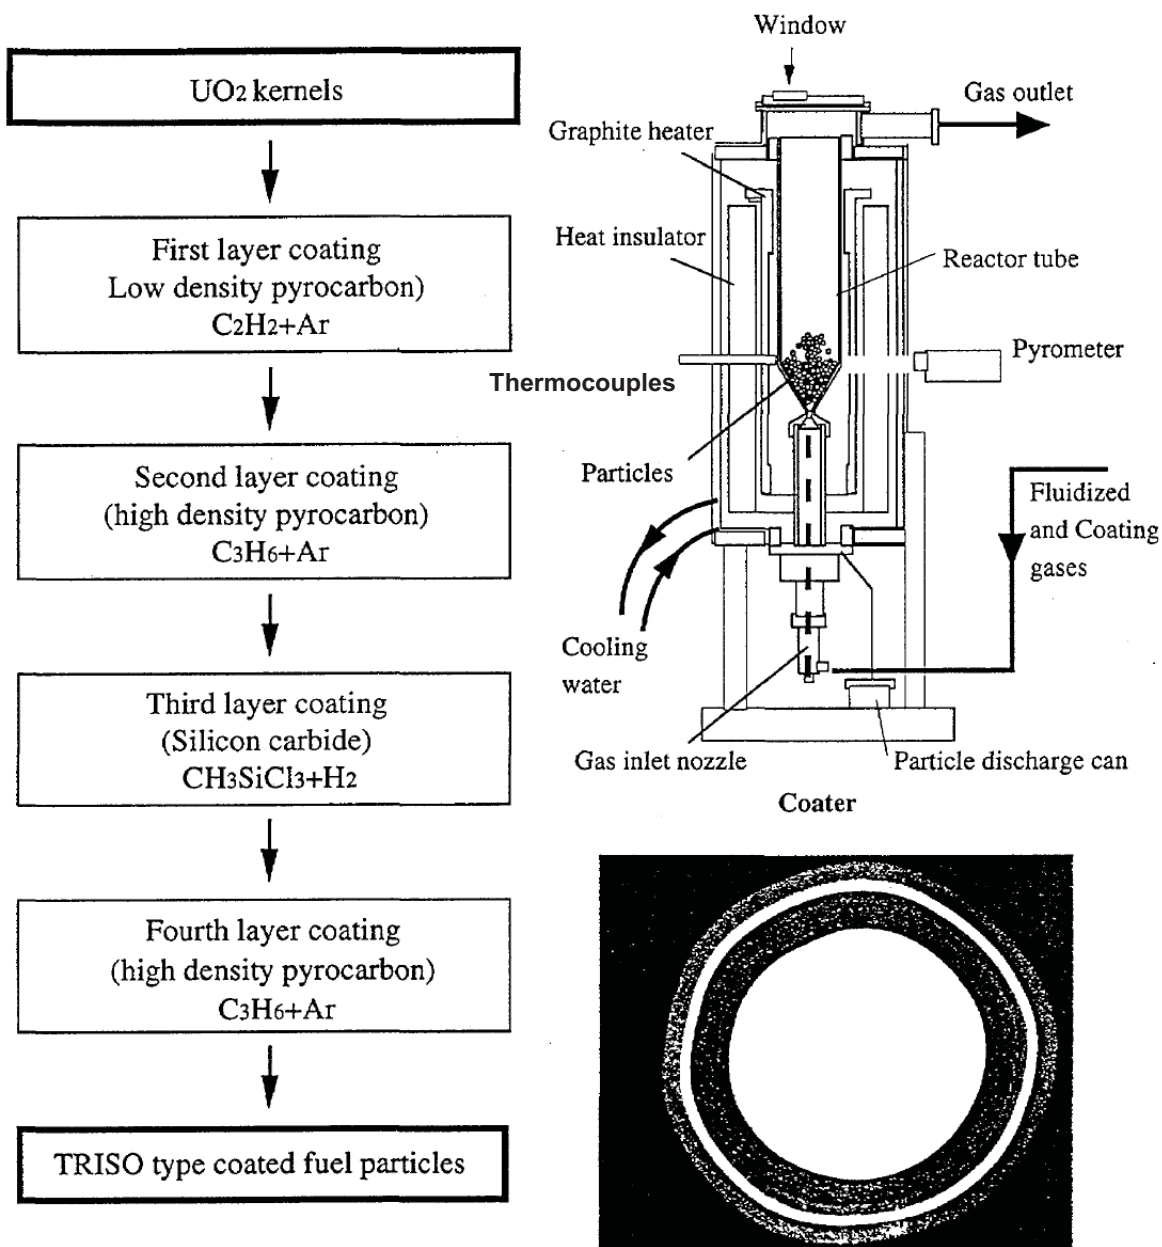 UO2 kernels
First layer coating
Low density pyrocarbon)
C2H2+Ar
Second layer coating
(high density pyrocarbon)
C3H6+Ar
Third layer coating
(Silicon carbide)
CH3SiCl3+H2
Fourth layer coating
(high density pyrocarbon)
C3H6+Ar
TRISO type coated fuel particles
Window
Gas outlet
Graphite heater
Heat insulator
Reactor tube
Pyrometer
Thermocouples
Particles
Fluidized
and Coating
gases
Cooling
water
Gas inlet nozzle
Particle discharge can
Coater